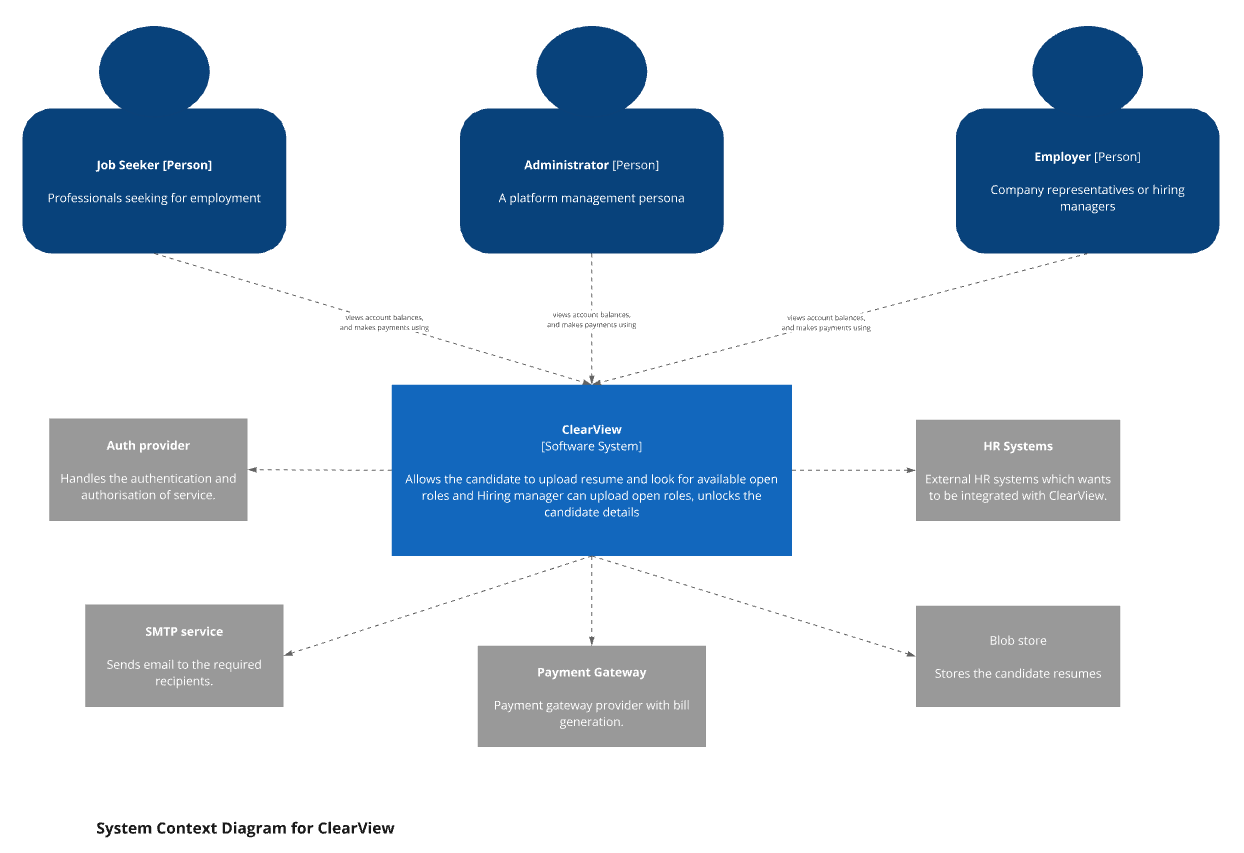 Job Seeker [Person]
Professionals seeking for employment
Administrator [Person]
A platform management persona
Employer [Person]
Company representatives or hiring
managers
views account balances,
and makes payments using
views account balances,
and makes payments using
views account balances,
and makes payments using
Auth provider
Handles the authentication and
authorisation of service.
ClearView
[Software System]
Allows the candidate to upload resume and look for available open
roles and Hiring manager can upload open roles, unlocks the
candidate details
HR Systems
External HR systems which wants
to be integrated with ClearView.
SMTP service
Sends email to the required
recipients.
Payment Gateway
Payment gateway provider with bill
generation.
Blob store
Stores the candidate resumes
System Context Diagram for ClearView